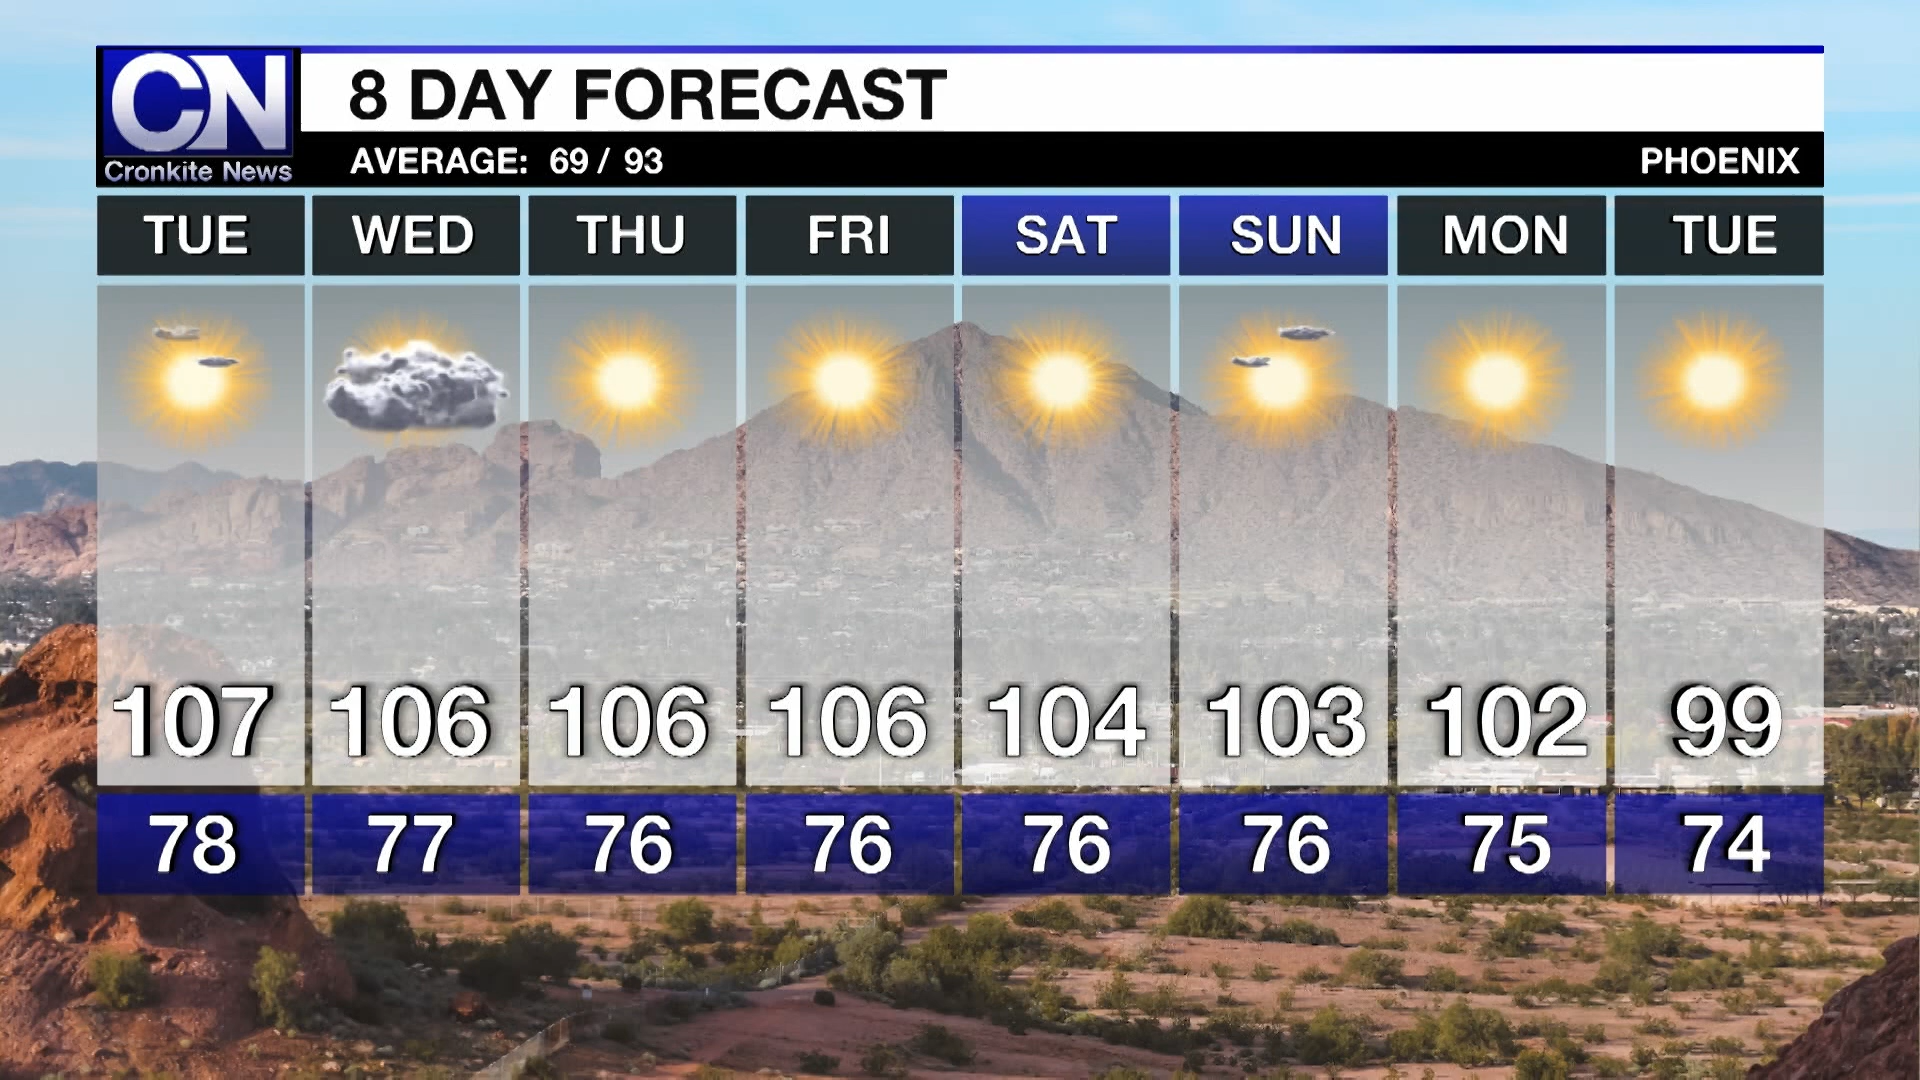 CN
Cronkite News
8 DAY FORECAST
AVERAGE: 69 / 93
PHOENIX
TUE WED THU FRI SAT SUN MON TUE
107 106 106 106 104 103 102 99
78 77 76 76 76 76 75 74